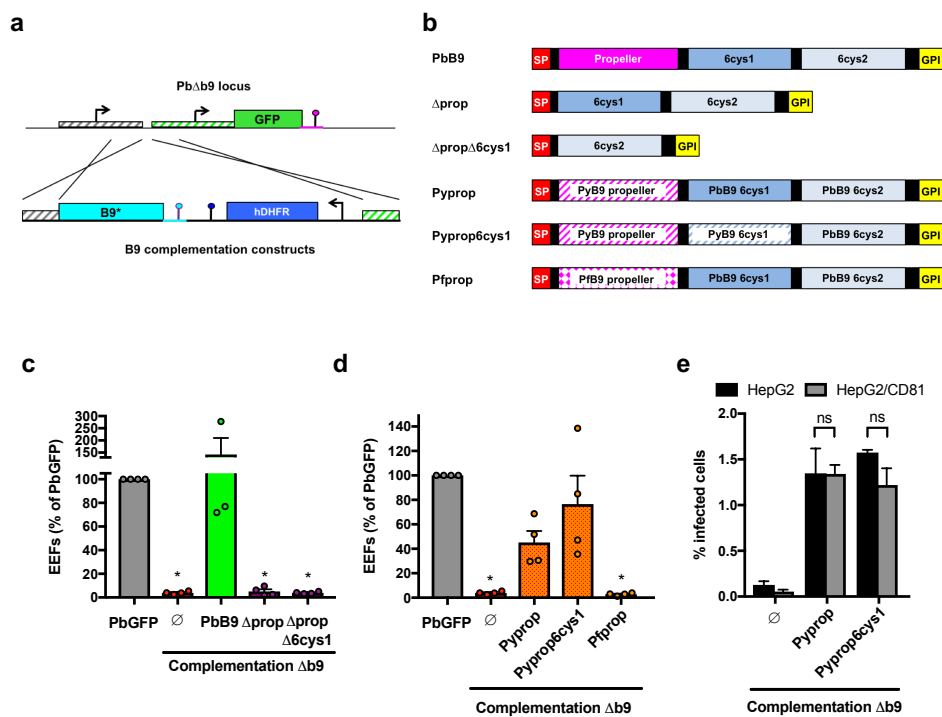 a
PbΔb9 locus
GFP
B9*
hDHFR
B9 complementation constructs
b
PbB9
SP
Propeller
6cys1
6cys2
GPI
Δprop
SP
6cys1
6cys2
GPI
ΔpropΔ6cys1
SP
6cys2
GPI
Pyprop
SP
PyB9 propeller
PbB9 6cys1
PbB9 6cys2
GPI
Pyprop6cys1
SP
PyB9 propeller
PyB9 6cys1
PbB9 6cys2
GPI
Pfprop
SP
PfB9 propeller
PbB9 6cys1
PbB9 6cys2
GPI
c
EEFs (% of PbGFP)
300
250
200
150
100
80
60
40
20
0
*
*
*
PbGFP
∅
PbB9
Δprop
Δprop
Δ6cys1
Complementation Δb9
d
EEFs (% of PbGFP)
140
120
100
80
60
40
20
0
*
*
PbGFP
∅
Pyprop
Pyprop6cys1
Pfprop
Complementation Δb9
e
HepG2
HepG2/CD81
% infected cells
2.0
1.5
1.0
0.5
0.0
ns
ns
∅
Pyprop
Pyprop6cys1
Complementation Δb9